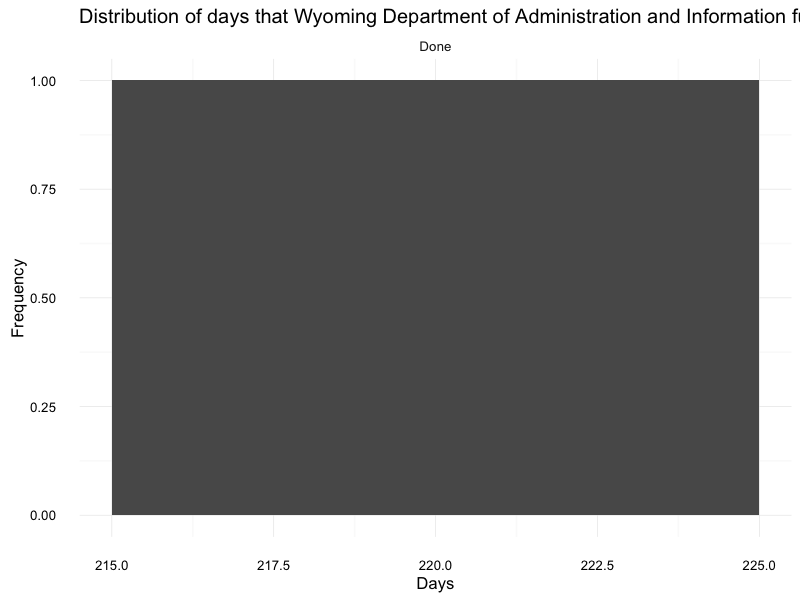 Distribution of days that Wyoming Department of Administration and Information
Done
1.00
0.75
0.50
0.25
0.00
Frequency
215.0 217.5 220.0 222.5 225.0
Days